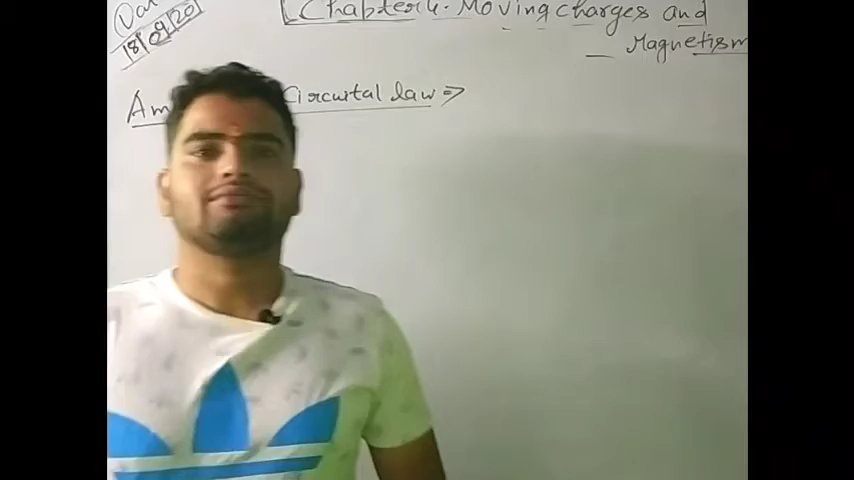 Chapter 4. Moving charges and
— Magnetism
18/09/20
Circuital law ⇒